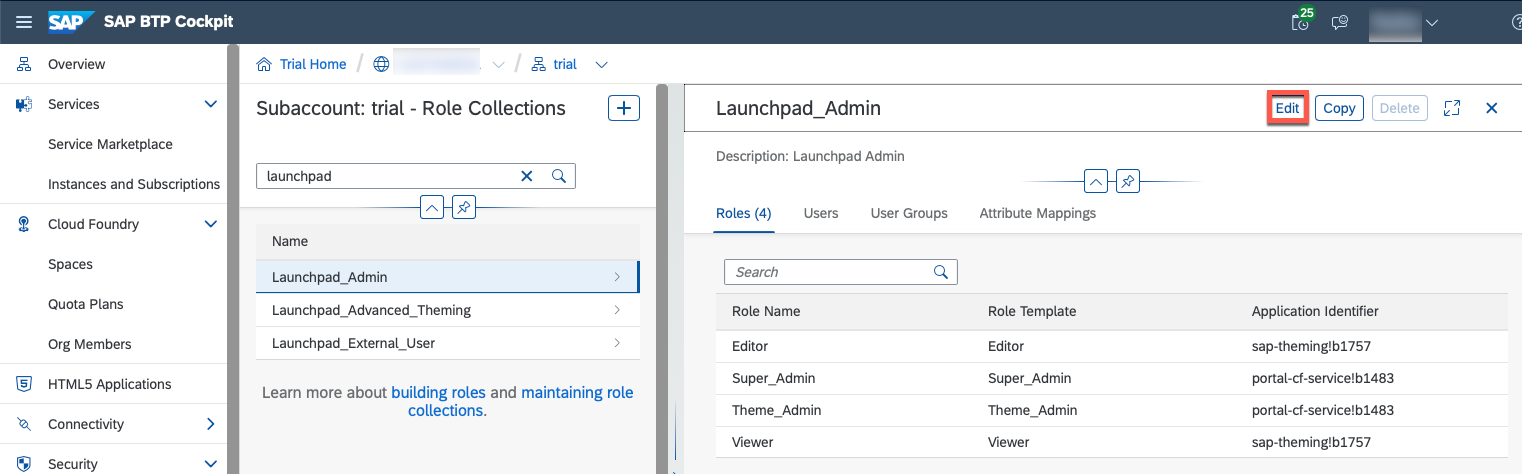 SAP SAP BTP Cockpit
25
Overview
Services
Service Marketplace
Instances and Subscriptions
Cloud Foundry
Spaces
Quota Plans
Org Members
HTML5 Applications
Connectivity
Security
Trial Home / / trial
Subaccount: trial - Role Collections
launchpad
Name
Launchpad_Admin
Launchpad_Advanced_Theming
Launchpad_External_User
Learn more about building roles and maintaining role
collections.
Launchpad_Admin
Edit Copy Delete
Description: Launchpad Admin
Roles (4) Users User Groups Attribute Mappings
Search
Role Name Role Template Application Identifier
Editor Editor sap-theming!b1757
Super_Admin Super_Admin portal-cf-service!b1483
Theme_Admin Theme_Admin portal-cf-service!b1483
Viewer Viewer sap-theming!b1757